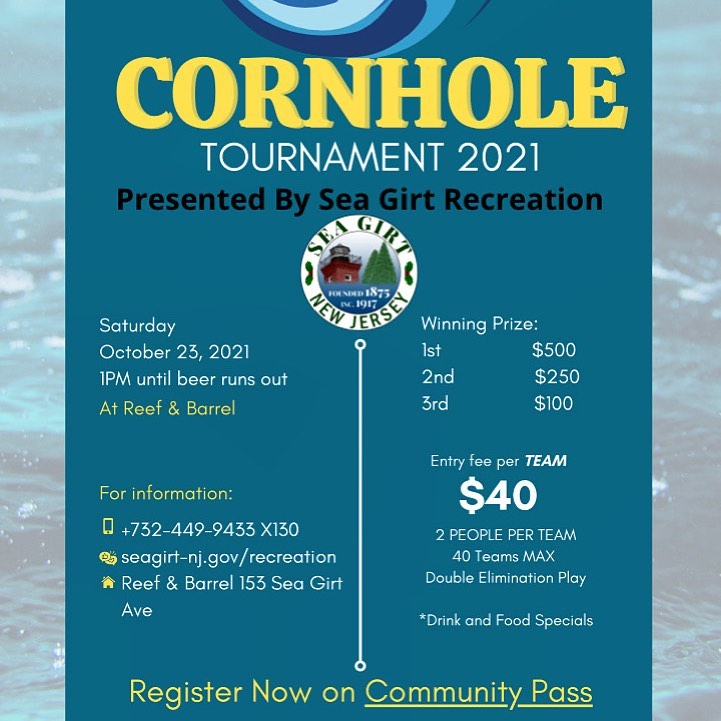 CORNHOLE
TOURNAMENT 2021
Presented By Sea Girt Recreation
SEA GIRT
FOUNDED 1875
INC. 1917
NEW JERSEY
Saturday
October 23, 2021
1PM until beer runs out
At Reef & Barrel
For information:
+732-449-9433 X130
seagirt-nj.gov/recreation
Reef & Barrel 153 Sea Girt
Ave
Winning Prize:
1st $500
2nd $250
3rd $100
Entry fee per TEAM
$40
2 PEOPLE PER TEAM
40 Teams MAX
Double Elimination Play
*Drink and Food Specials
Register Now on Community Pass